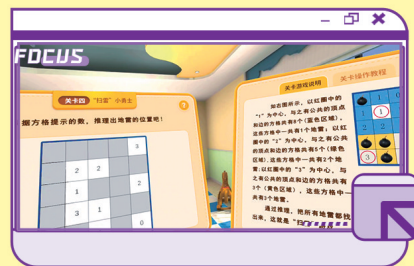 FOCUS
关卡四 “扫雷”小勇士
据方格提示的数，推理出地雷的位置吧！
3
2 2
1 2
3 1
0
关卡游戏说明
关卡操作教程
如右图所示，以红圈中的
“1”为中心，与之有公共的顶点
和边的方格共有8个（蓝色区域），
这些方格中一共有1个地雷；以红
圈中的“2”为中心，与之有公共
的顶点和边的方格共有5个（绿色
区域），这些方格中一共有2个地
雷；以红圈中的“3”为中心，与
之有公共的顶点和边的方格共有
3个（黄色区域），这些方格中一
共有3个地雷。
通过推理，把所有地雷都找
出来，这就是“扫
1
1
2 2
3